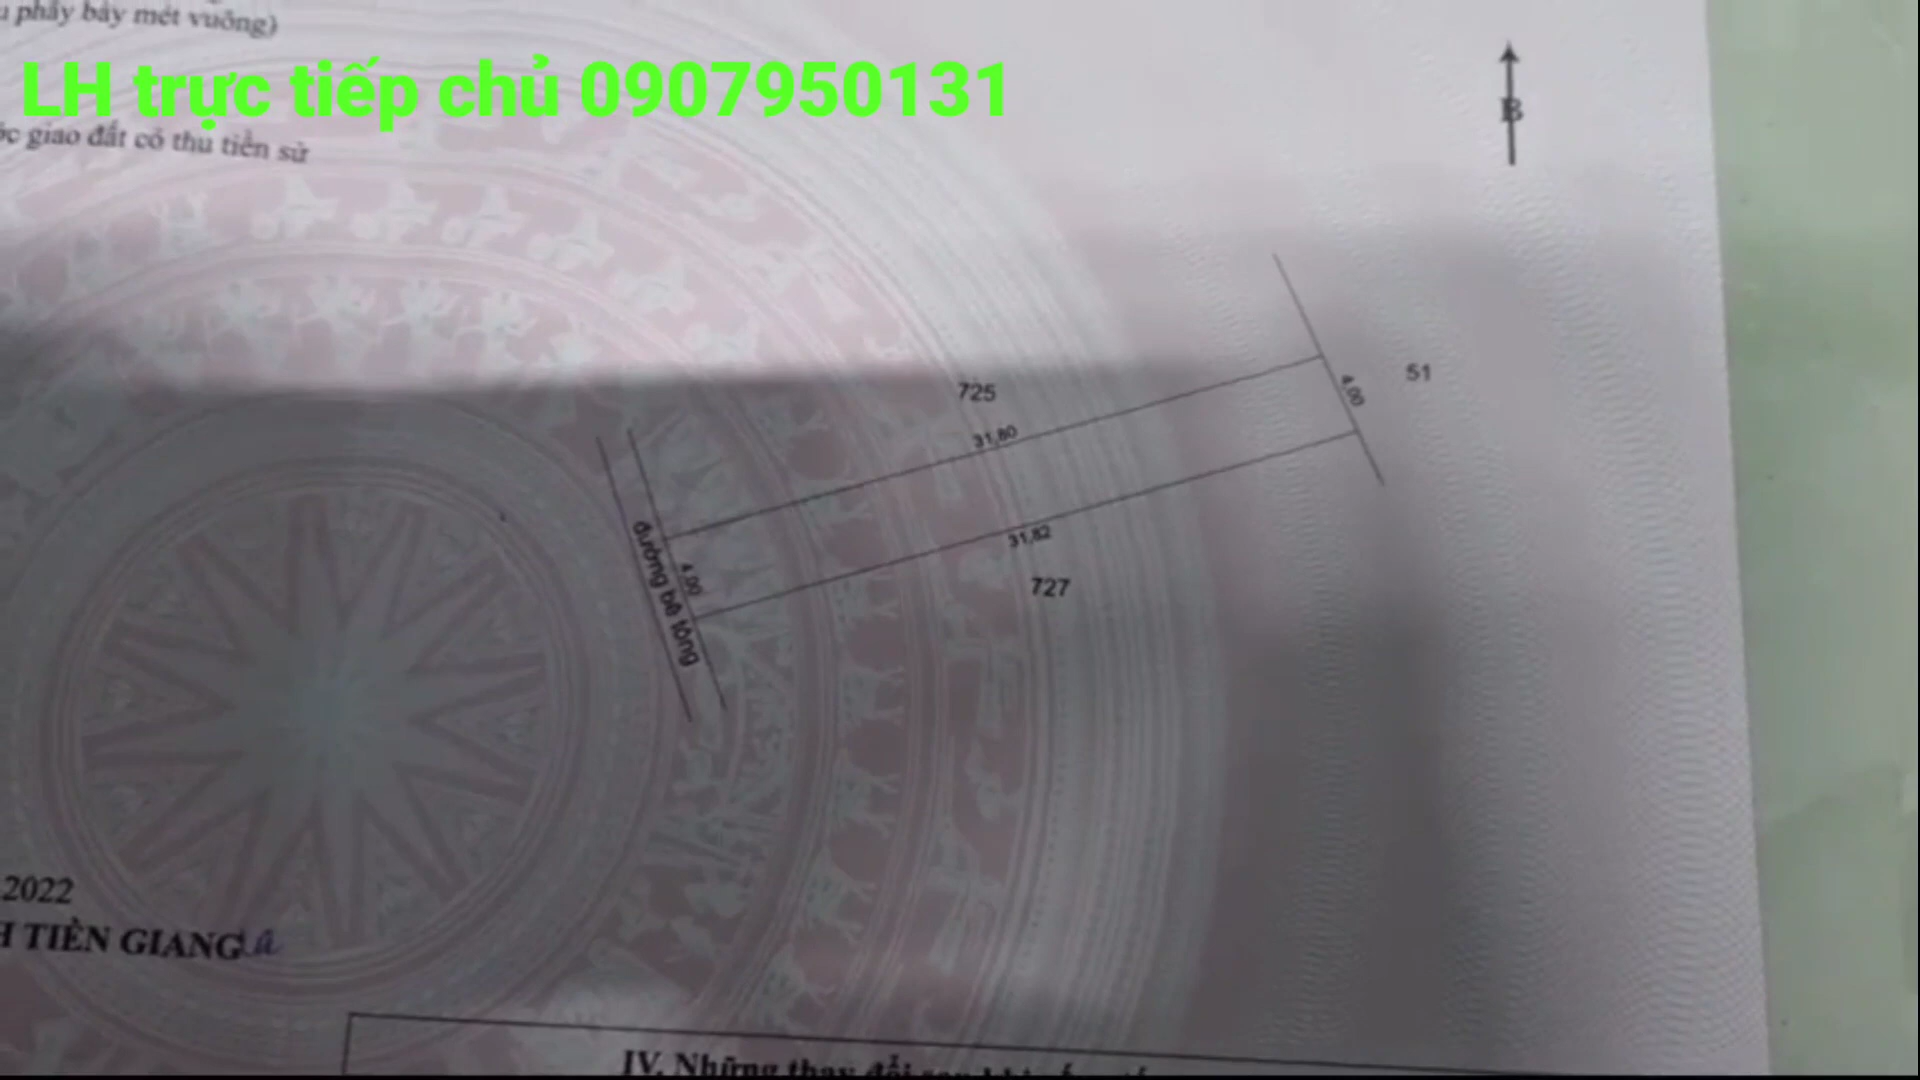 phẩy bảy mét vuông)
LH trực tiếp chủ 0907950131
giao đất có thu tiền sử
B
725
51
4,00
31,80
31,82
727
4,00
đường bê tông
2022
H TIỀN GIANG
IV. Những thay đổi